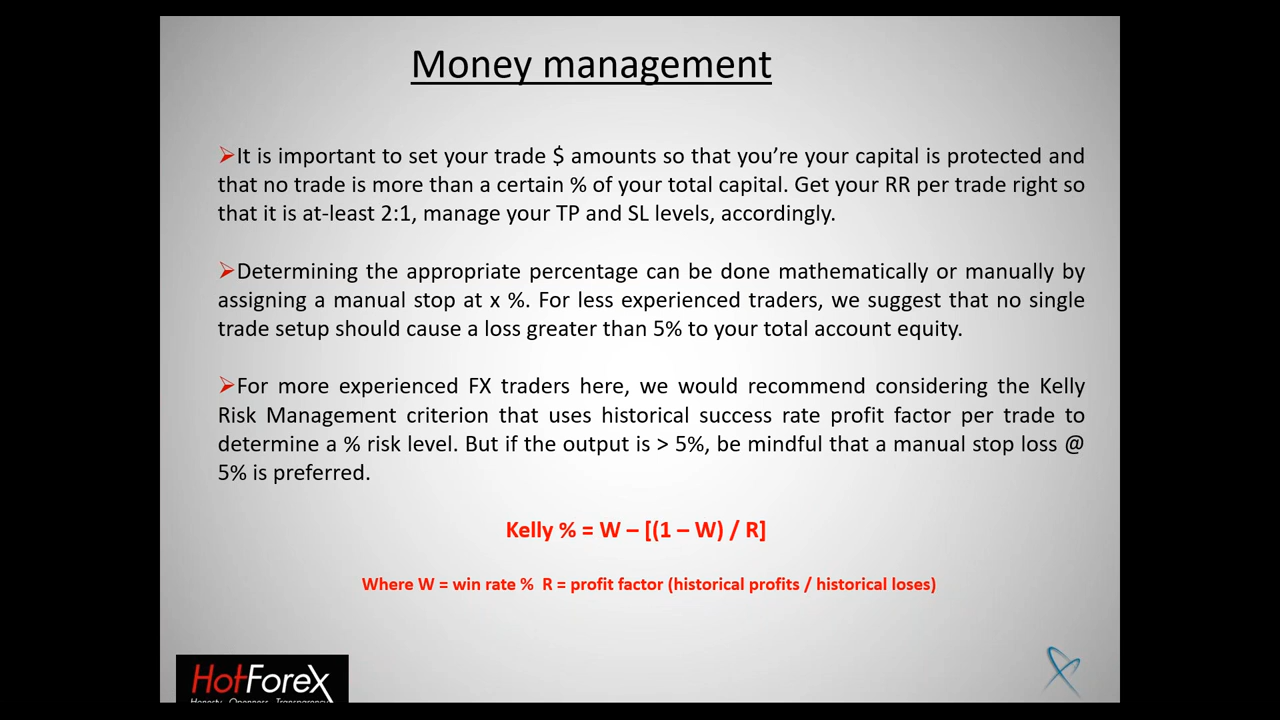 Money management
➢It is important to set your trade $ amounts so that you’re your capital is protected and
that no trade is more than a certain % of your total capital. Get your RR per trade right so
that it is at-least 2:1, manage your TP and SL levels, accordingly.
➢Determining the appropriate percentage can be done mathematically or manually by
assigning a manual stop at x %. For less experienced traders, we suggest that no single
trade setup should cause a loss greater than 5% to your total account equity.
➢For more experienced FX traders here, we would recommend considering the Kelly
Risk Management criterion that uses historical success rate profit factor per trade to
determine a % risk level. But if the output is > 5%, be mindful that a manual stop loss @
5% is preferred.
Kelly % = W – [(1 – W) / R]
Where W = win rate % R = profit factor (historical profits / historical loses)
HotForex
Honesty . Openness . Transparency